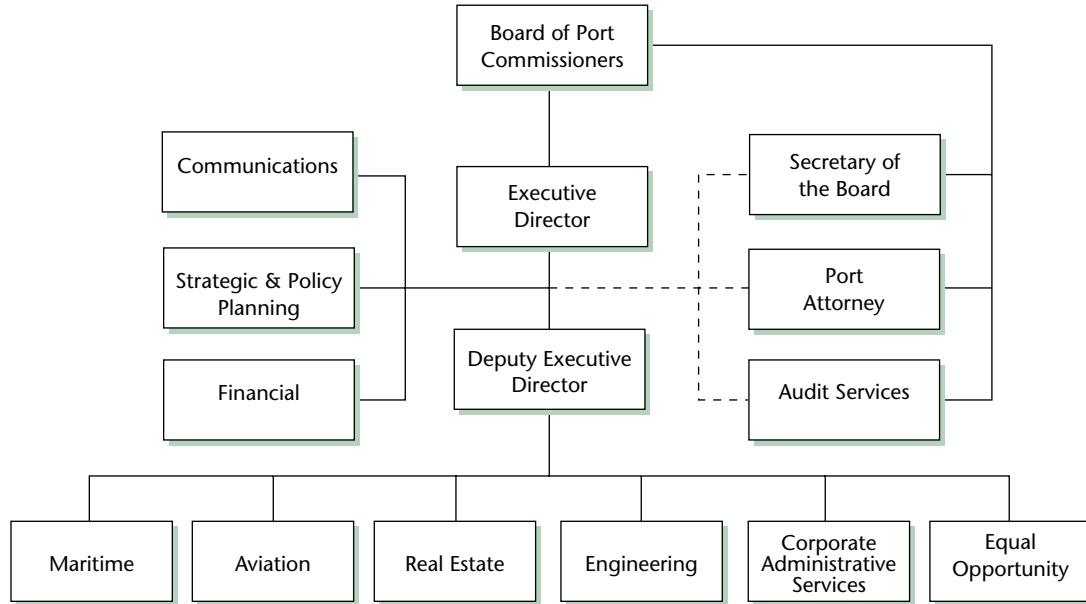 Board of Port
Commissioners
Communications
Secretary of
the Board
Executive
Director
Strategic & Policy
Planning
Port
Attorney
Deputy Executive
Director
Financial
Audit Services
Maritime
Aviation
Real Estate
Engineering
Corporate
Administrative
Services
Equal
Opportunity